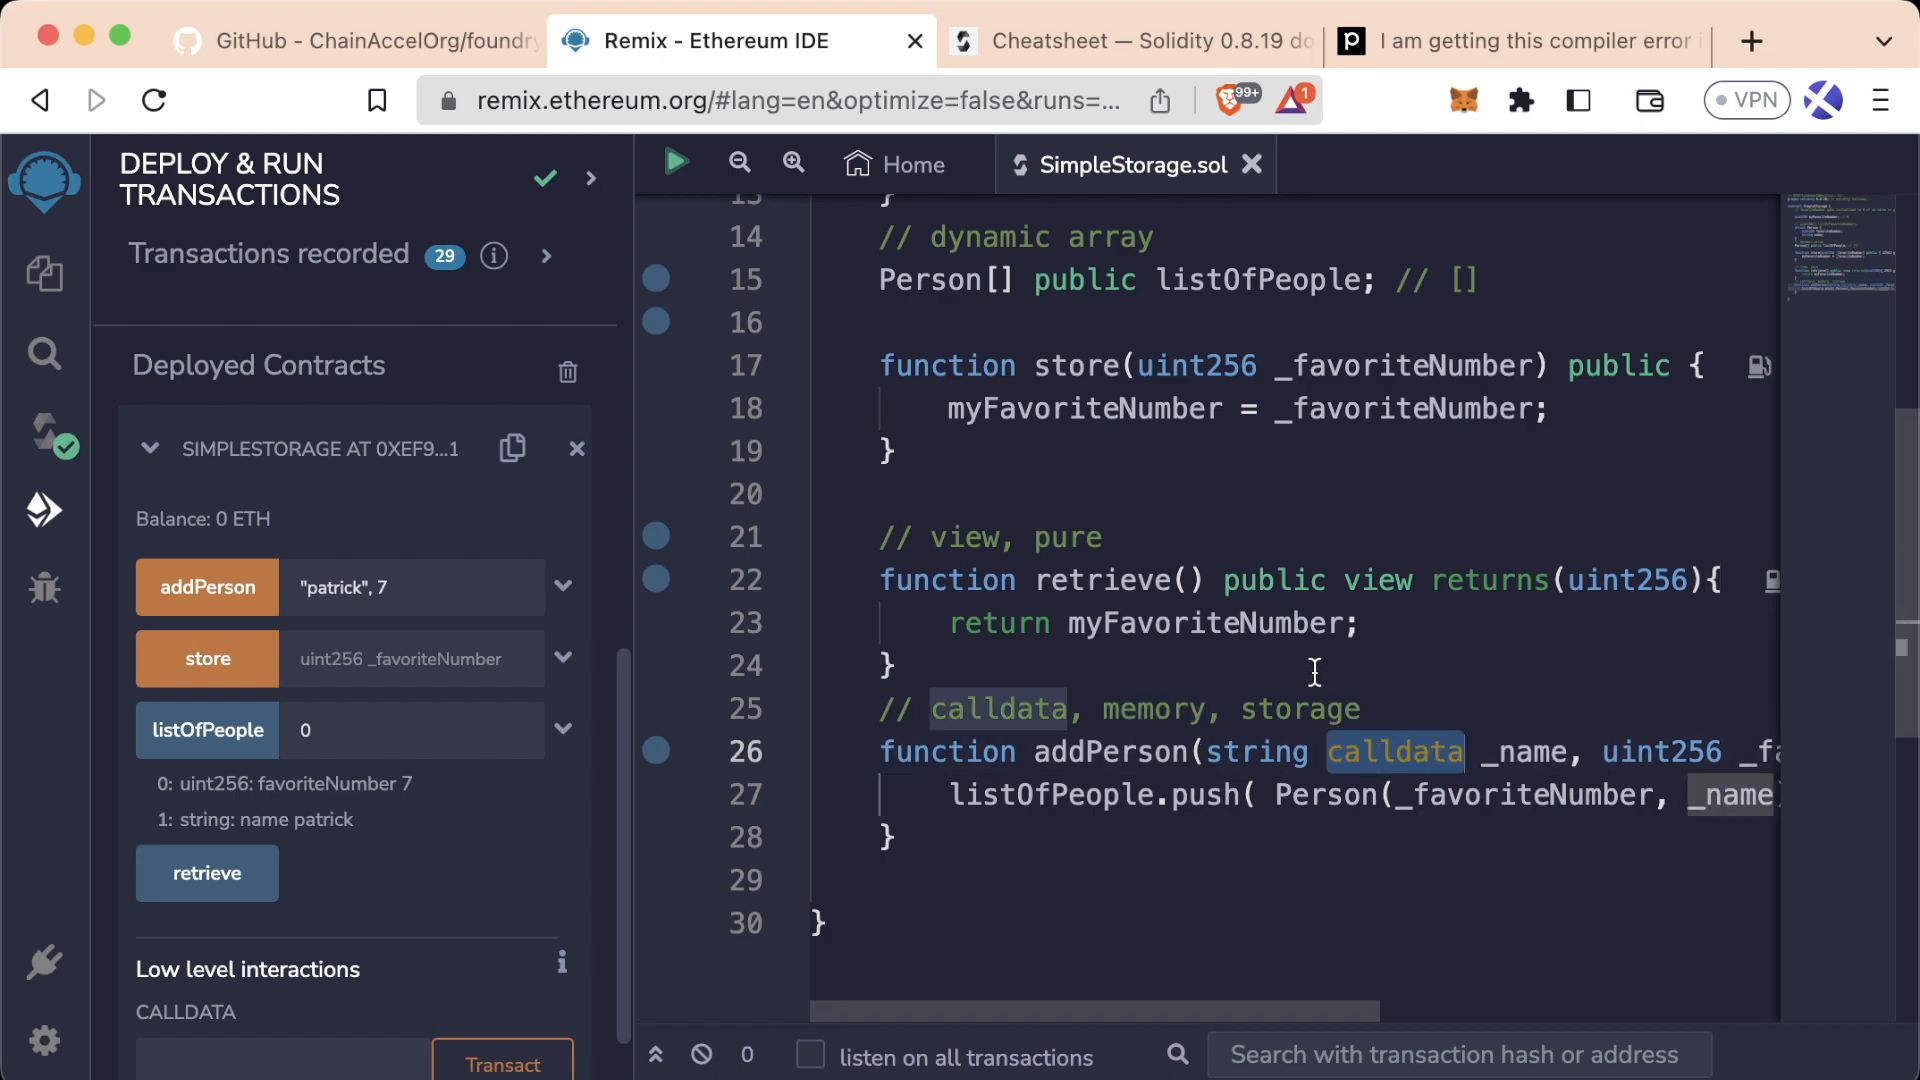 GitHub - ChainAccelOrg/foundry
Remix - Ethereum IDE
Cheatsheet — Solidity 0.8.19 do
I am getting this compiler error i
remix.ethereum.org/#lang=en&optimize=false&runs=...
99+
1
VPN
DEPLOY & RUN
TRANSACTIONS
Transactions recorded 29
Deployed Contracts
SIMPLESTORAGE AT 0XEF9...1
Balance: 0 ETH
addPerson "patrick", 7
store uint256 _favoriteNumber
listOfPeople 0
0: uint256: favoriteNumber 7
1: string: name patrick
retrieve
Low level interactions
CALLDATA
Transact
Home
SimpleStorage.sol
13 }
14 // dynamic array
15 Person[] public listOfPeople; // []
16
17 function store(uint256 _favoriteNumber) public {
18 myFavoriteNumber = _favoriteNumber;
19 }
20
21 // view, pure
22 function retrieve() public view returns(uint256){
23 return myFavoriteNumber;
24 }
25 // calldata, memory, storage
26 function addPerson(string calldata _name, uint256 _fa
27 listOfPeople.push( Person(_favoriteNumber, _name)
28 }
29
30 }
0
listen on all transactions
Search with transaction hash or address